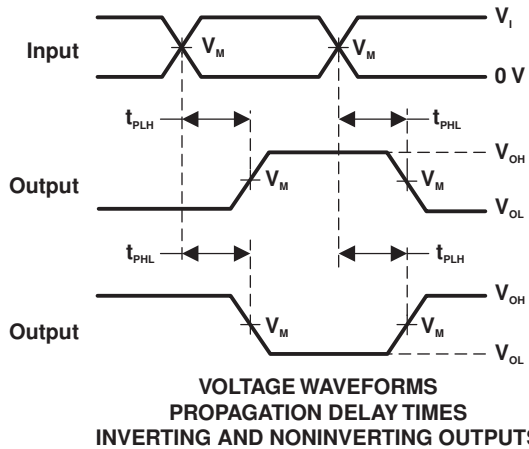 V_I
Input V_M V_M
0 V
t_PLH t_PHL
V_OH
Output V_M V_M
V_OL
t_PHL t_PLH
V_OH
Output V_M V_M
V_OL
VOLTAGE WAVEFORMS
PROPAGATION DELAY TIMES
INVERTING AND NONINVERTING OUTPUTS